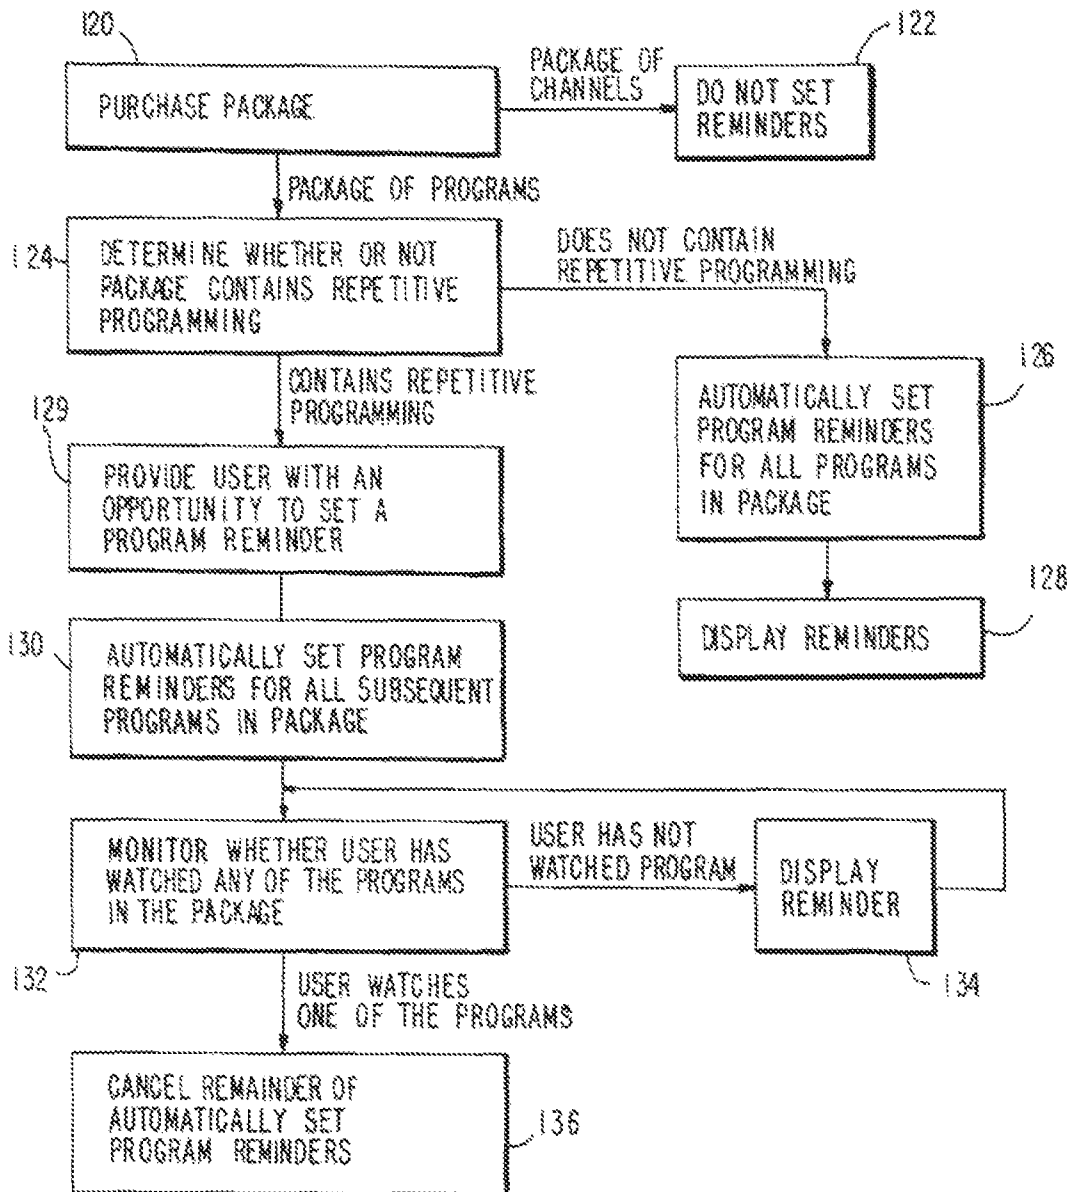 120
PURCHASE PACKAGE
PACKAGE OF
CHANNELS
122
DO NOT SET
REMINDERS
PACKAGE OF PROGRAMS
124
DETERMINE WHETHER OR NOT
PACKAGE CONTAINS REPETITIVE
PROGRAMMING
DOES NOT CONTAIN
REPETITIVE PROGRAMMING
126
AUTOMATICALLY SET
PROGRAM REMINDERS
FOR ALL PROGRAMS
IN PACKAGE
128
DISPLAY REMINDERS
CONTAINS REPETITIVE
PROGRAMMING
129
PROVIDE USER WITH AN
OPPORTUNITY TO SET A
PROGRAM REMINDER
130
AUTOMATICALLY SET PROGRAM
REMINDERS FOR ALL SUBSEQUENT
PROGRAMS IN PACKAGE
MONITOR WHETHER USER HAS
WATCHED ANY OF THE PROGRAMS
IN THE PACKAGE
132
USER HAS NOT
WATCHED PROGRAM
DISPLAY
REMINDER
134
USER WATCHES
ONE OF THE PROGRAMS
CANCEL REMAINDER OF
AUTOMATICALLY SET
PROGRAM REMINDERS
136